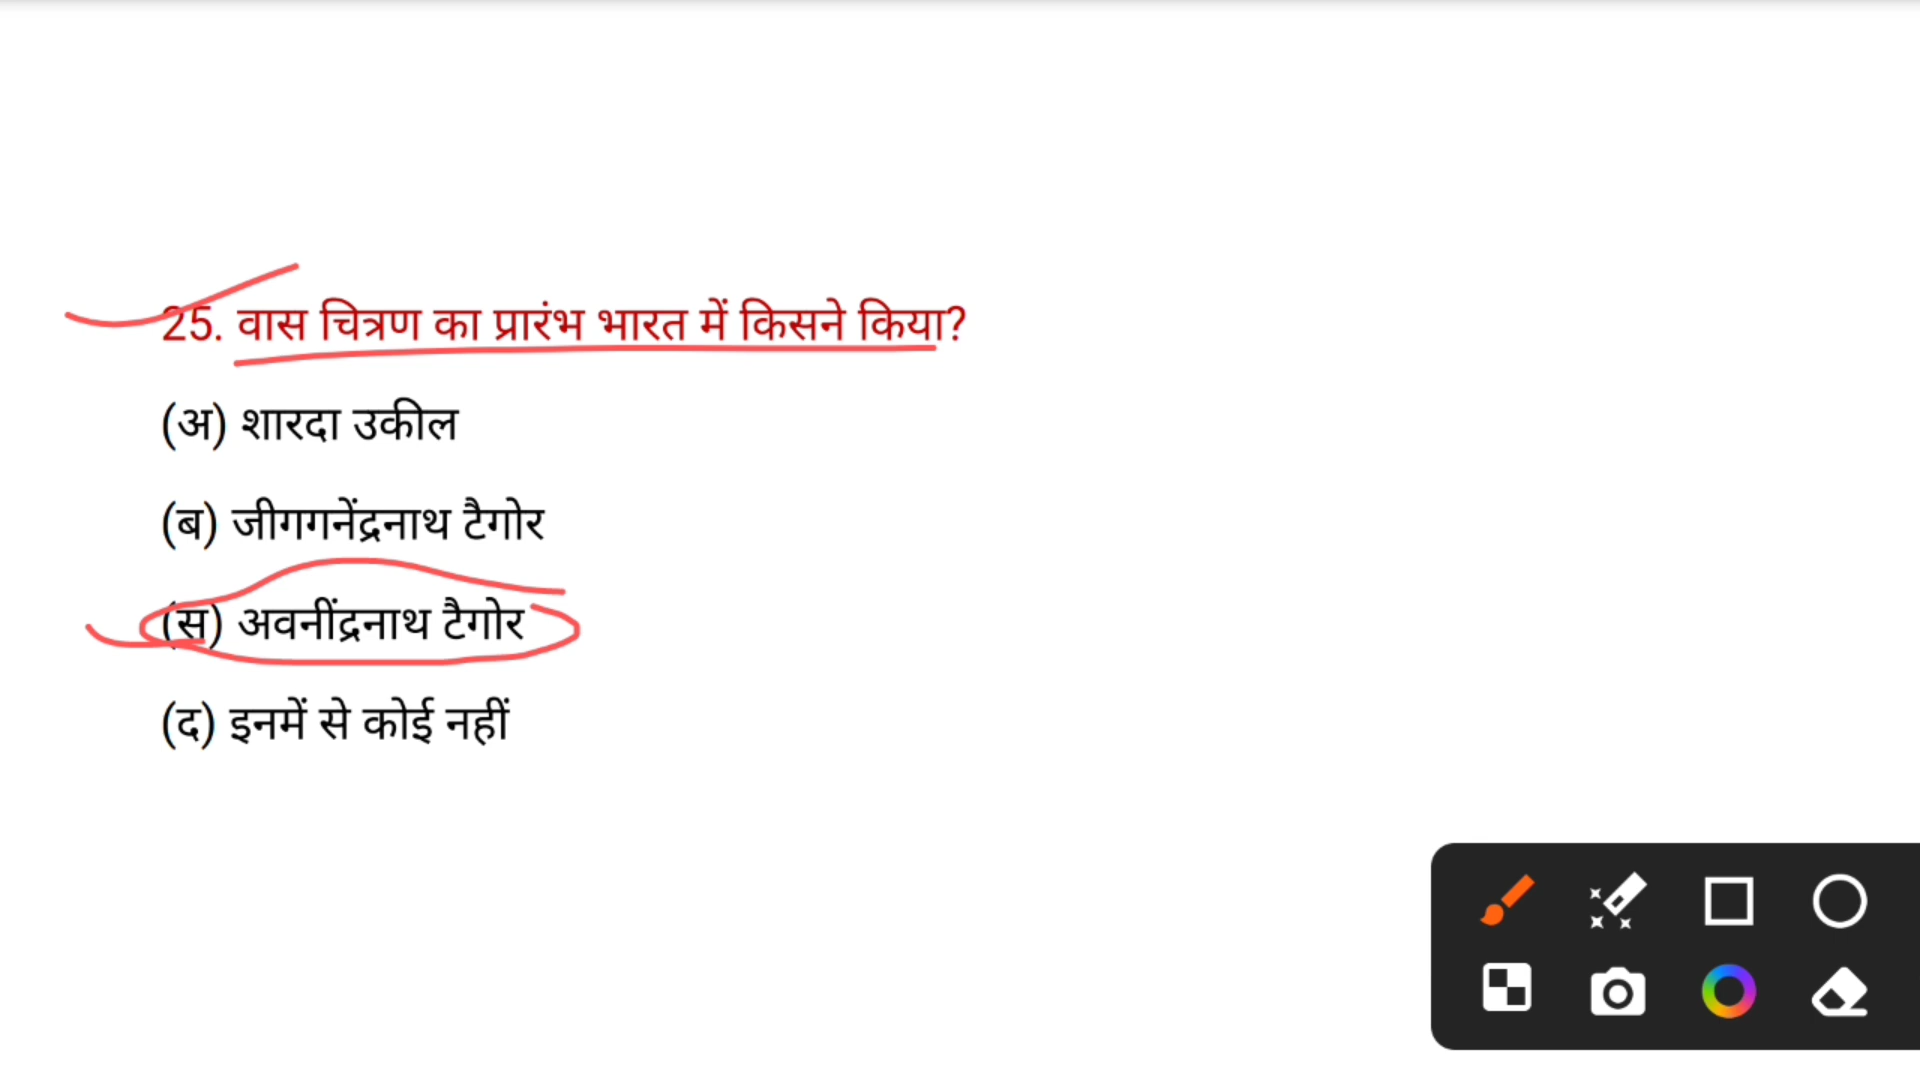 25. वास चित्रण का प्रारंभ भारत में किसने किया?
(अ) शारदा उकील
(ब) जीगगनेंद्रनाथ टैगोर
(स) अवनींद्रनाथ टैगोर
(द) इनमें से कोई नहीं